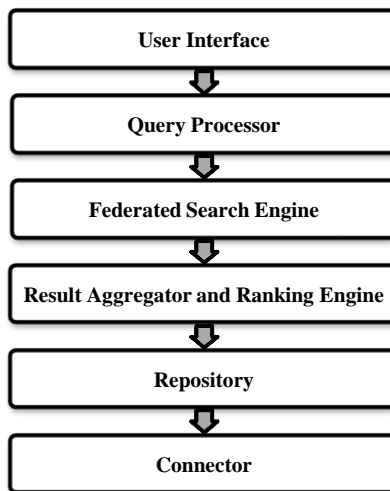 User Interface
Query Processor
Federated Search Engine
Result Aggregator and Ranking Engine
Repository
Connector